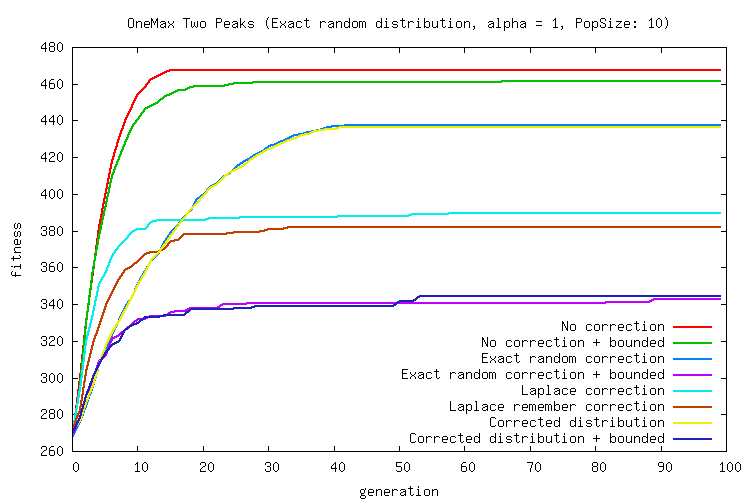 OneMax Two Peaks (Exact random distribution, alpha = 1, PopSize: 10)
480
460
440
420
400
380
360
340
320
300
280
260
fitness
No correction
No correction + bounded
Exact random correction
Exact random correction + bounded
Laplace correction
Laplace remember correction
Corrected distribution
Corrected distribution + bounded
0 10 20 30 40 50 60 70 80 90 100
generation